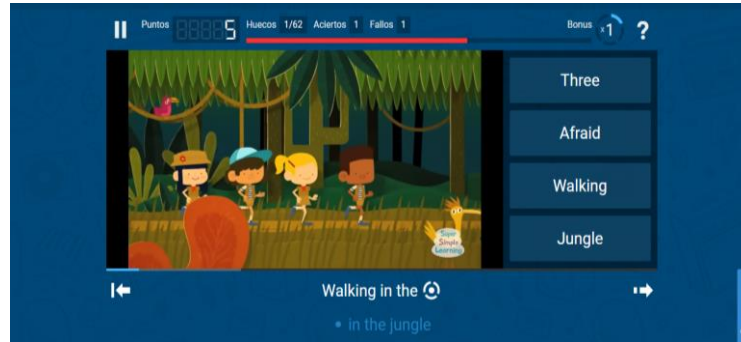 Puntos 5 Huecos 1/62 Aciertos 1 Fallos 1 Bonus x1 ?
Three
Afraid
Walking
Jungle
Super
Simple
Learning
Walking in the
• in the jungle